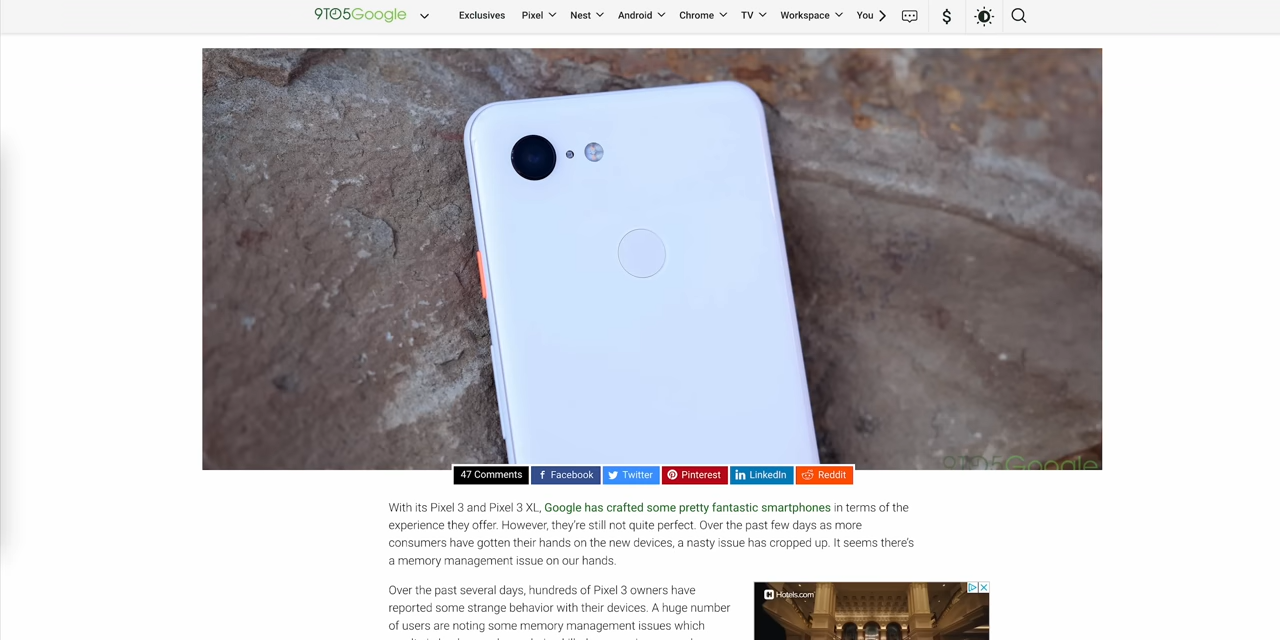 9TO5Google
Exclusives Pixel Nest Android Chrome TV Workspace You $
9TO5Google
47 Comments Facebook Twitter Pinterest LinkedIn Reddit
With its Pixel 3 and Pixel 3 XL, Google has crafted some pretty fantastic smartphones in terms of the
experience they offer. However, they're still not quite perfect. Over the past few days as more
consumers have gotten their hands on the new devices, a nasty issue has cropped up. It seems there's
a memory management issue on our hands.
Over the past several days, hundreds of Pixel 3 owners have
reported some strange behavior with their devices. A huge number
of users are noting some memory management issues which
Hotels.com